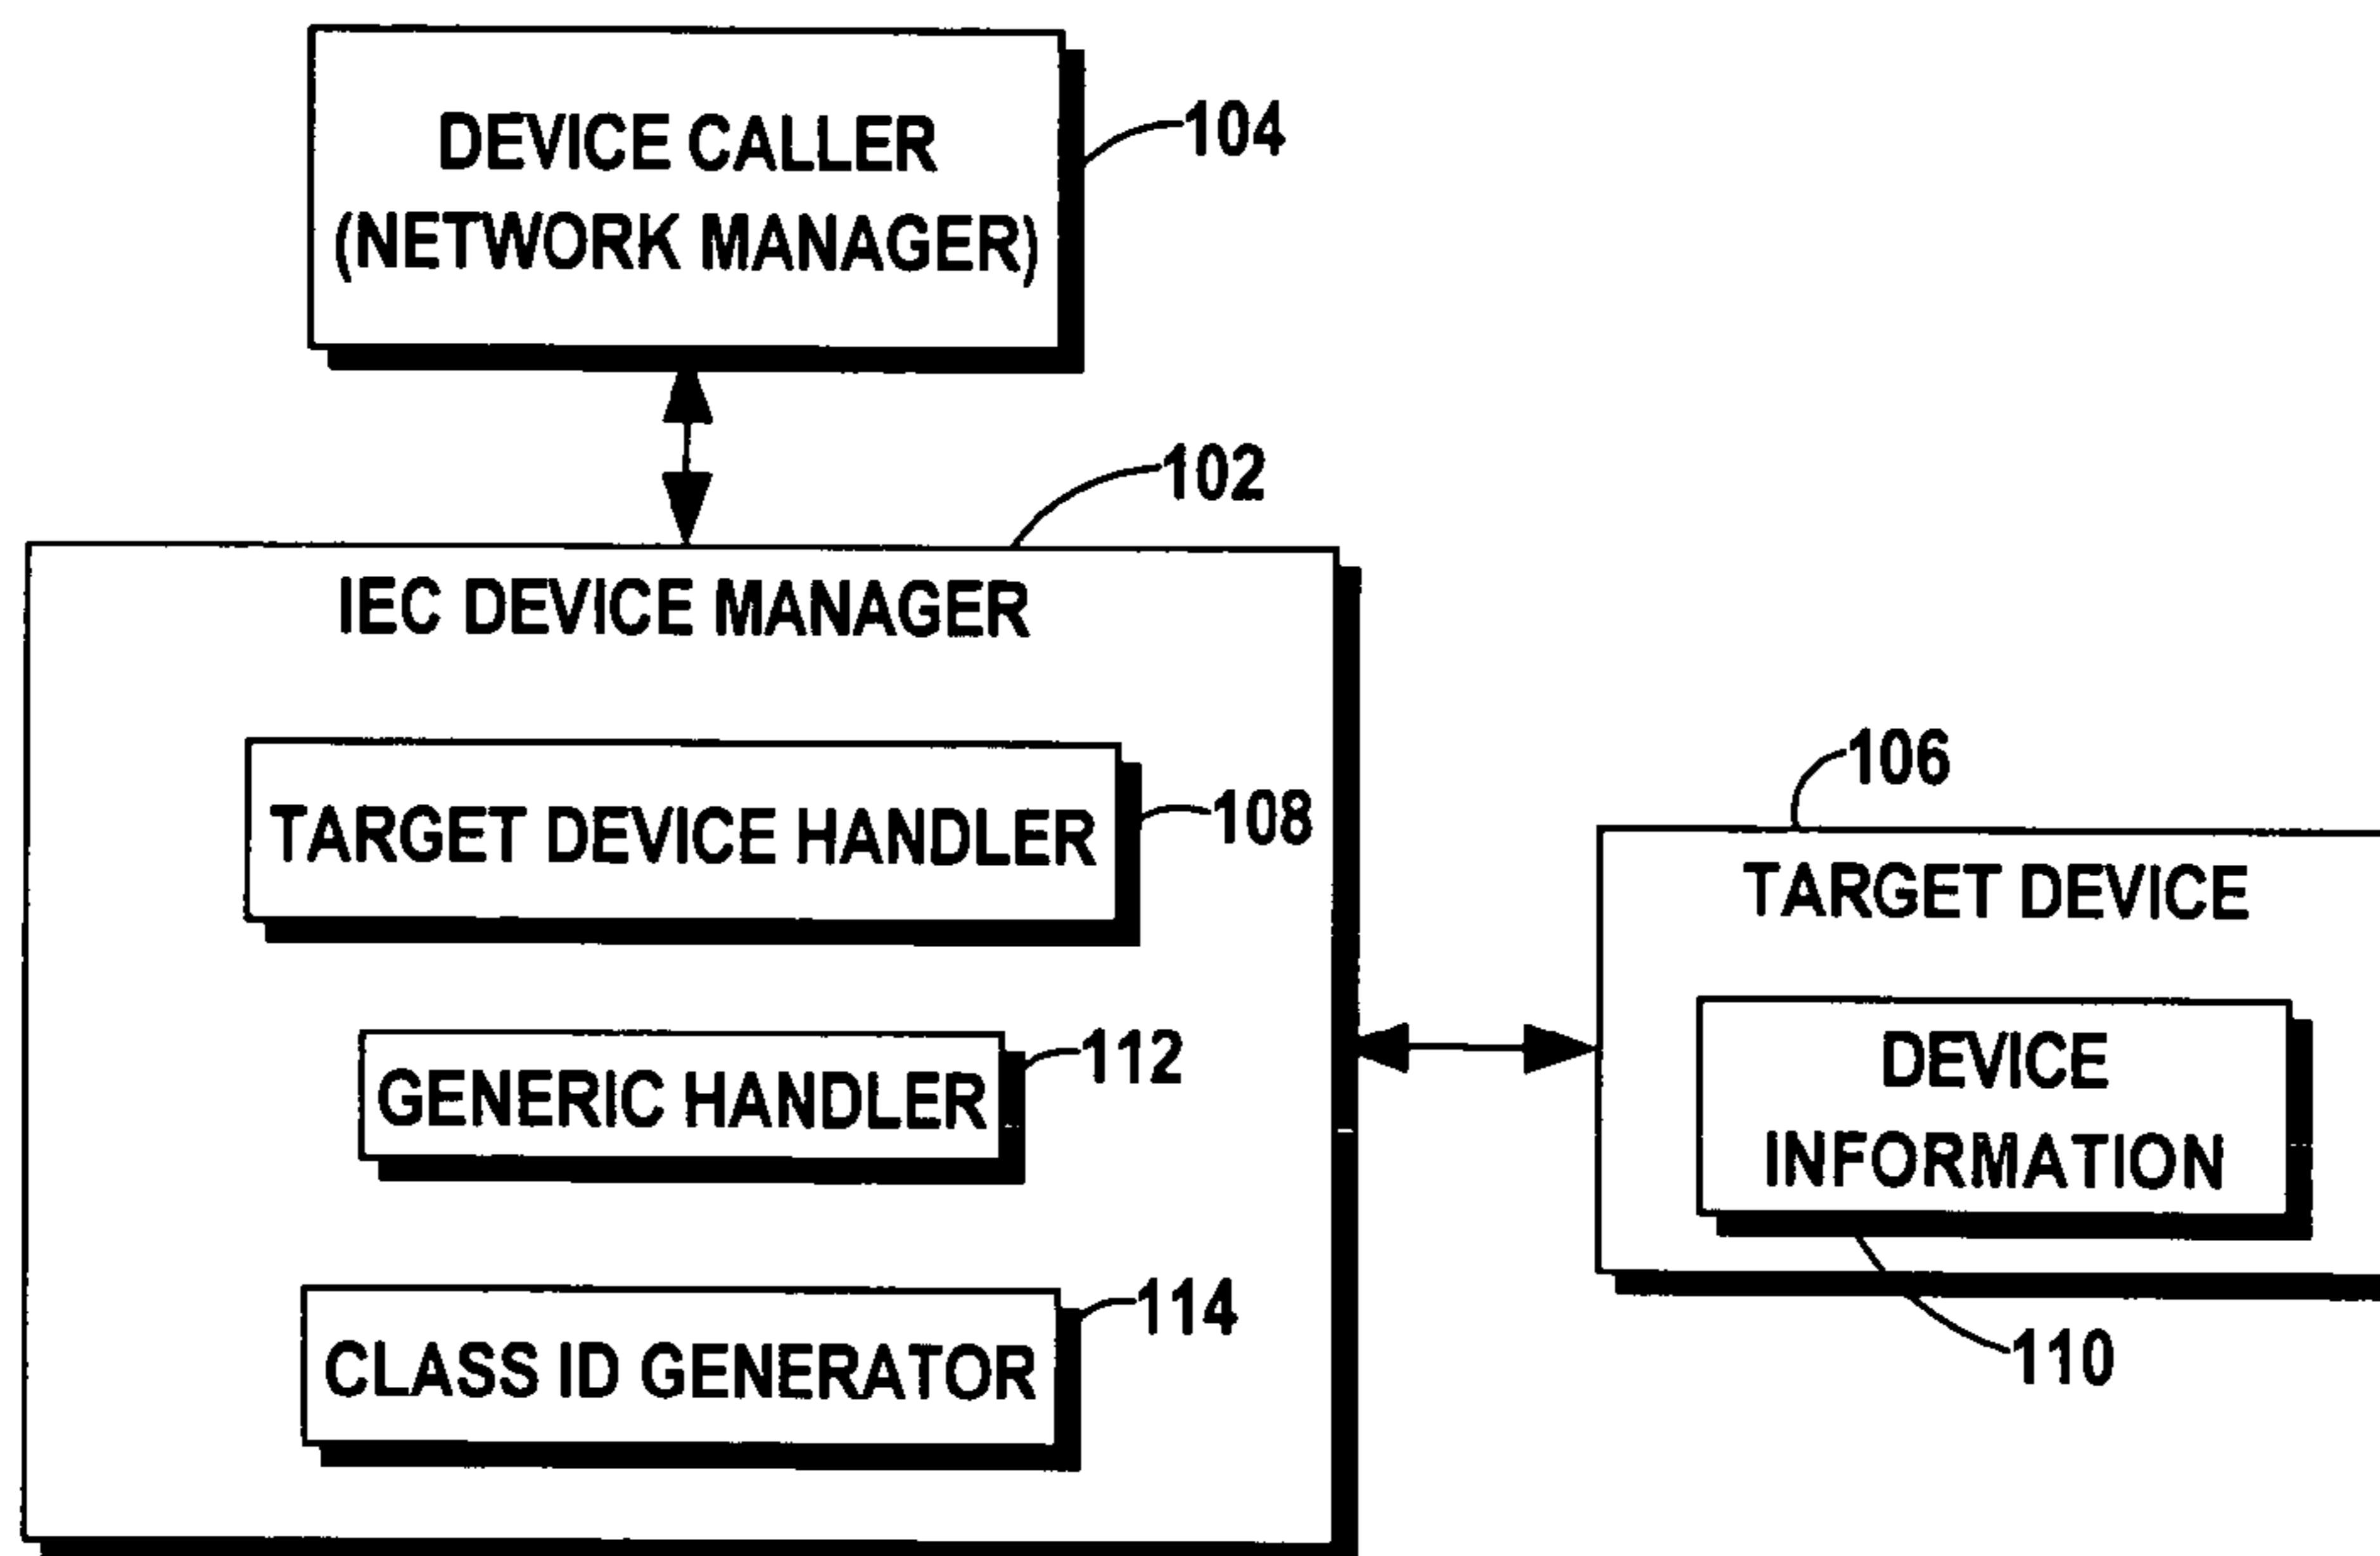 DEVICE CALLER
(NETWORK MANAGER)
104
102
IEC DEVICE MANAGER
TARGET DEVICE HANDLER
108
GENERIC HANDLER
112
CLASS ID GENERATOR
114
106
TARGET DEVICE
DEVICE
INFORMATION
110